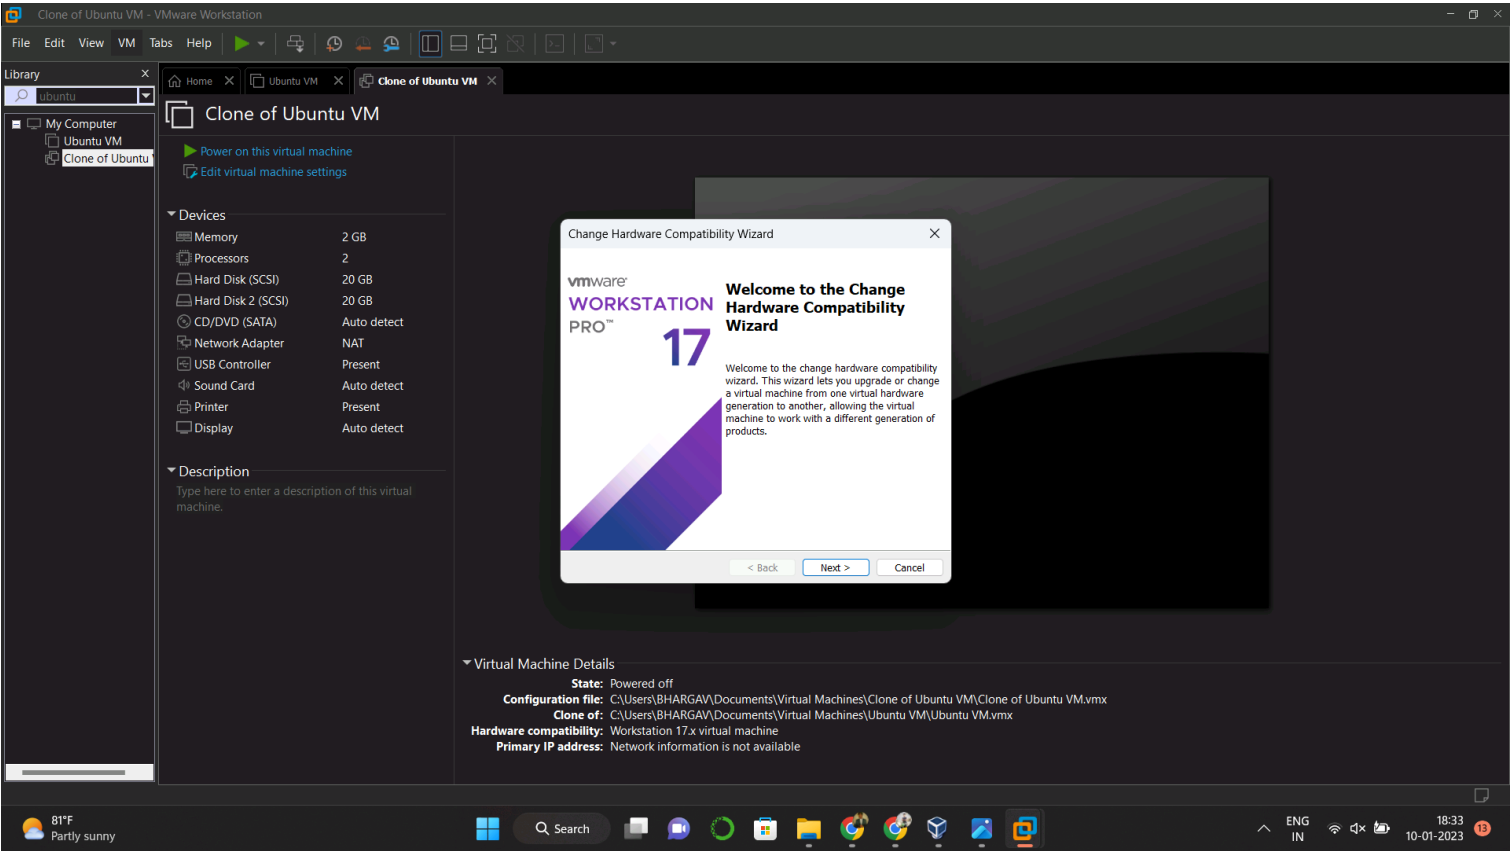 Clone of Ubuntu VM - VMware Workstation
File Edit View VM Tabs Help
Library X
Home Ubuntu VM Clone of Ubuntu VM
ubuntu
Clone of Ubuntu VM
My Computer
Ubuntu VM
Clone of Ubuntu
Power on this virtual machine
Edit virtual machine settings
Devices
Memory 2 GB
Processors 2
Hard Disk (SCSI) 20 GB
Hard Disk 2 (SCSI) 20 GB
CD/DVD (SATA) Auto detect
Network Adapter NAT
USB Controller Present
Sound Card Auto detect
Printer Present
Display Auto detect
Description
Type here to enter a description of this virtual
machine.
Change Hardware Compatibility Wizard
vmware
WORKSTATION
PRO™
17
Welcome to the Change
Hardware Compatibility
Wizard
Welcome to the change hardware compatibility
wizard. This wizard lets you upgrade or change
a virtual machine from one virtual hardware
generation to another, allowing the virtual
machine to work with a different generation of
products.
< Back Next > Cancel
Virtual Machine Details
State: Powered off
Configuration file: C:\Users\BHARGAV\Documents\Virtual Machines\Clone of Ubuntu VM\Clone of Ubuntu VM.vmx
Clone of: C:\Users\BHARGAV\Documents\Virtual Machines\Ubuntu VM\Ubuntu VM.vmx
Hardware compatibility: Workstation 17.x virtual machine
Primary IP address: Network information is not available
81°F
Partly sunny
Search
ENG
IN
18:33
10-01-2023
13